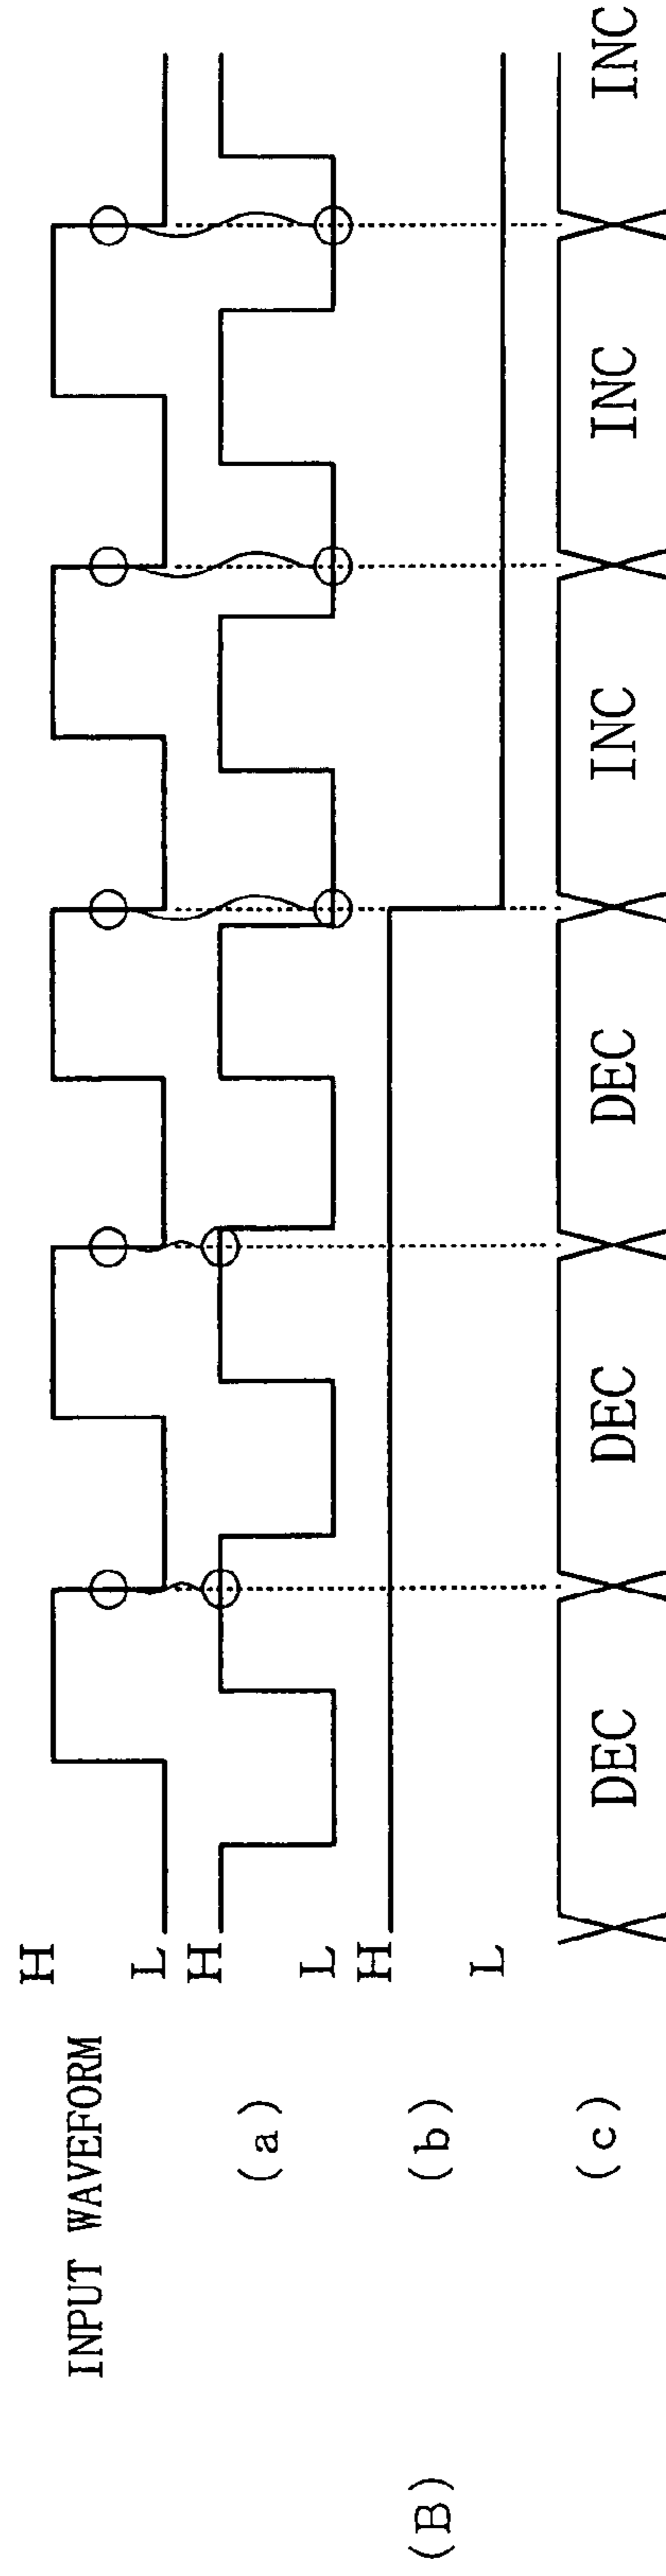 INPUT WAVEFORM
H
L
(a)
H
L
(B)
(b)
H
L
(c)
DEC
DEC
DEC
INC
INC
INC